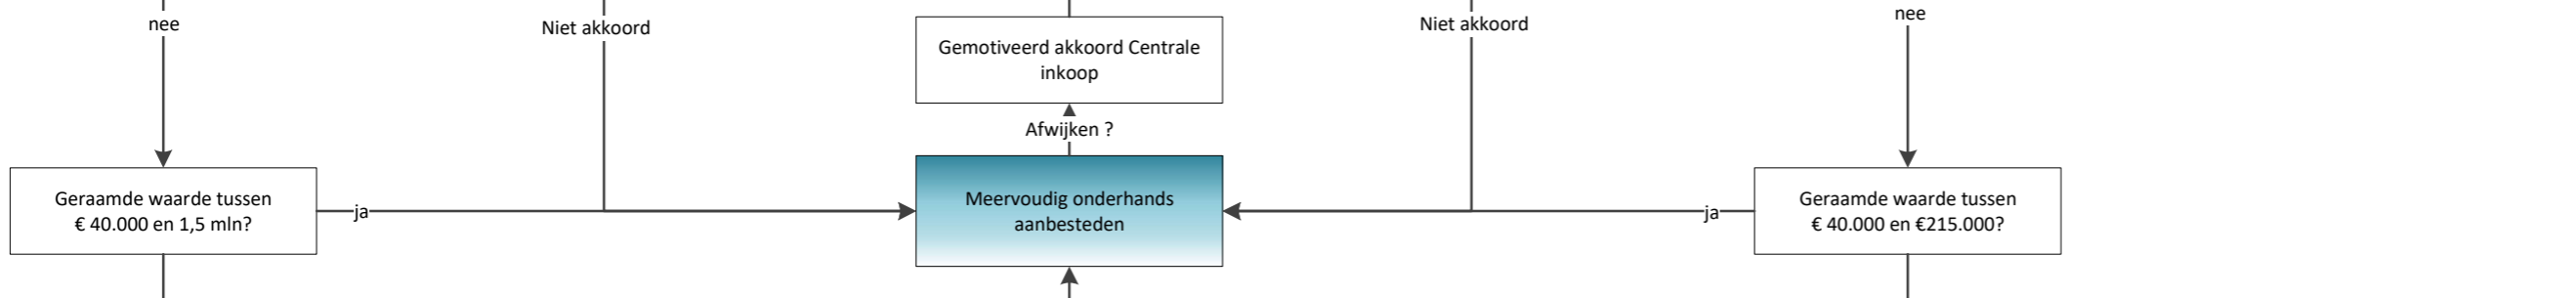 nee
Niet akkoord
Gemotiveerd akkoord Centrale
inkoop
Niet akkoord
nee
Afwijken ?
Geraamde waarde tussen
€ 40.000 en 1,5 mln?
ja
Meervoudig onderhands
aanbesteden
ja
Geraamde waarde tussen
€ 40.000 en €215.000?